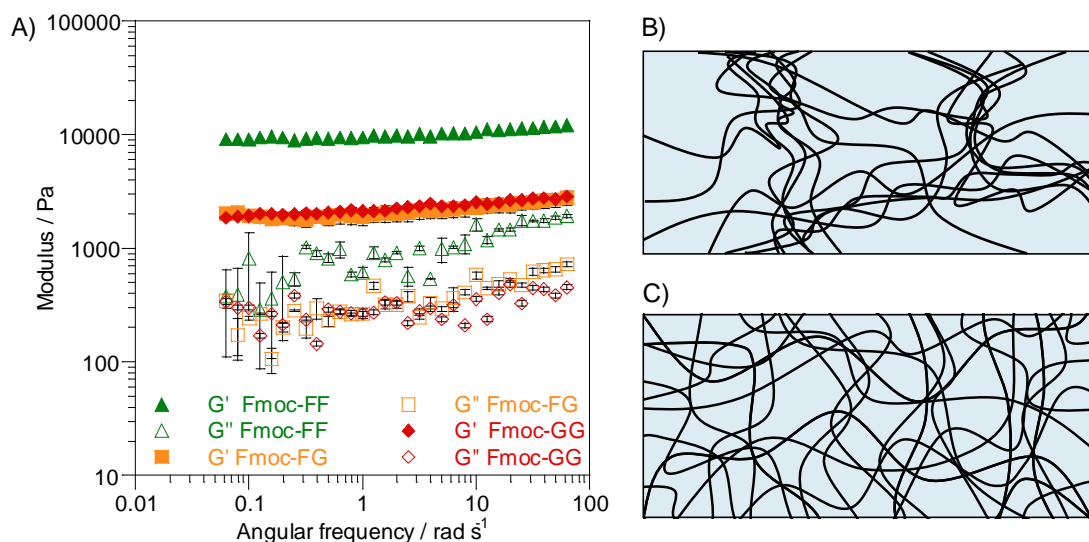 A)
100000
10000
1000
100
10
Modulus / Pa
G' Fmoc-FF
G" Fmoc-FF
G' Fmoc-FG
G" Fmoc-FG
G' Fmoc-GG
G" Fmoc-GG
0.01 0.1 1 10 100
Angular frequency / rad s-1
B)
C)